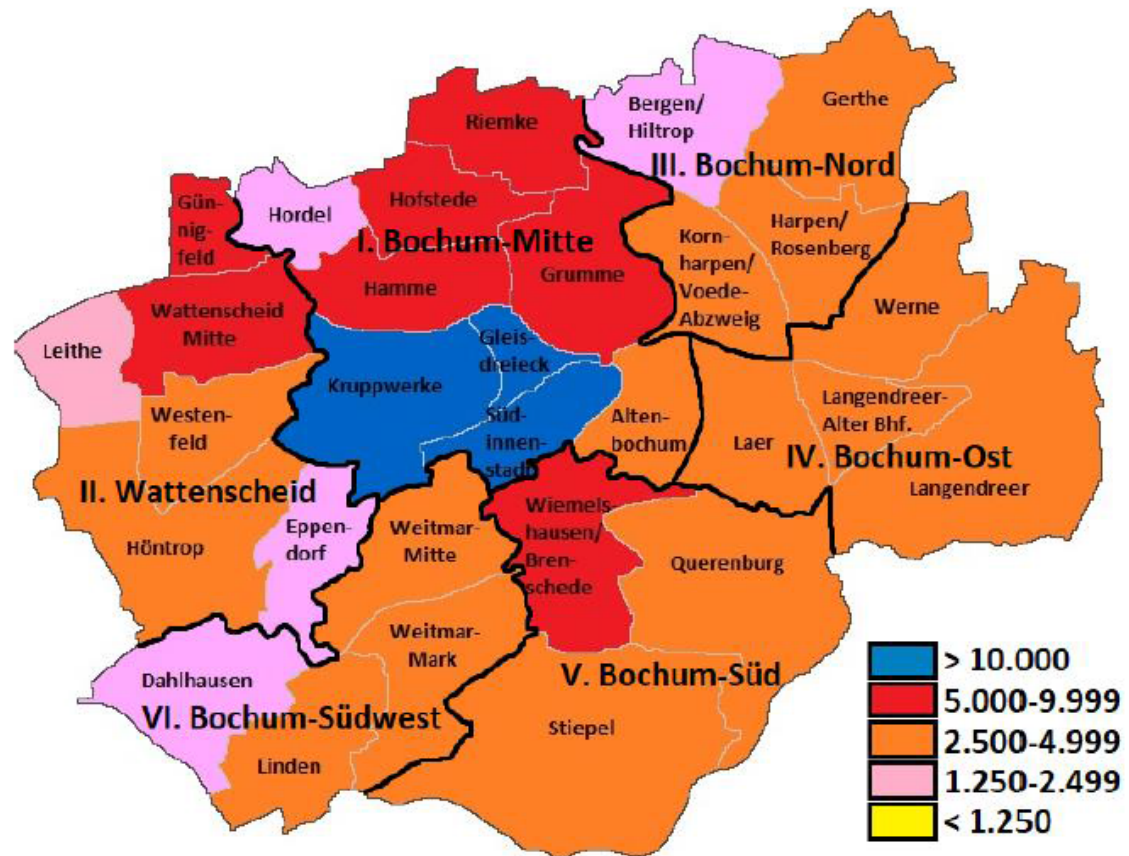 Riemke
Bergen/
Hiltrop
Gerthe
III. Bochum-Nord
Gün-
nig-
feld
Hordel
Hofstede
I. Bochum-Mitte
Hamme
Grumme
Korn-
harpen/
Voede-
Abzweig
Harpen/
Rosenberg
Werne
Wattenscheid
Mitte
Leithe
Westen-
feld
Kruppwerke
Gleis-
dreieck
Süd-
innen-
stadt
Alten-
bochum
Laer
Langendreer-
Alter Bhf.
IV. Bochum-Ost
Langendreer
II. Wattenscheid
Höntrop
Eppen-
dorf
Weitmar-
Mitte
Wiemels-
hausen/
Bren-
schede
Querenburg
Weitmar-
Mark
Dahlhausen
VI. Bochum-Südwest
Linden
V. Bochum-Süd
Stiepel
> 10.000
5.000-9.999
2.500-4.999
1.250-2.499
< 1.250